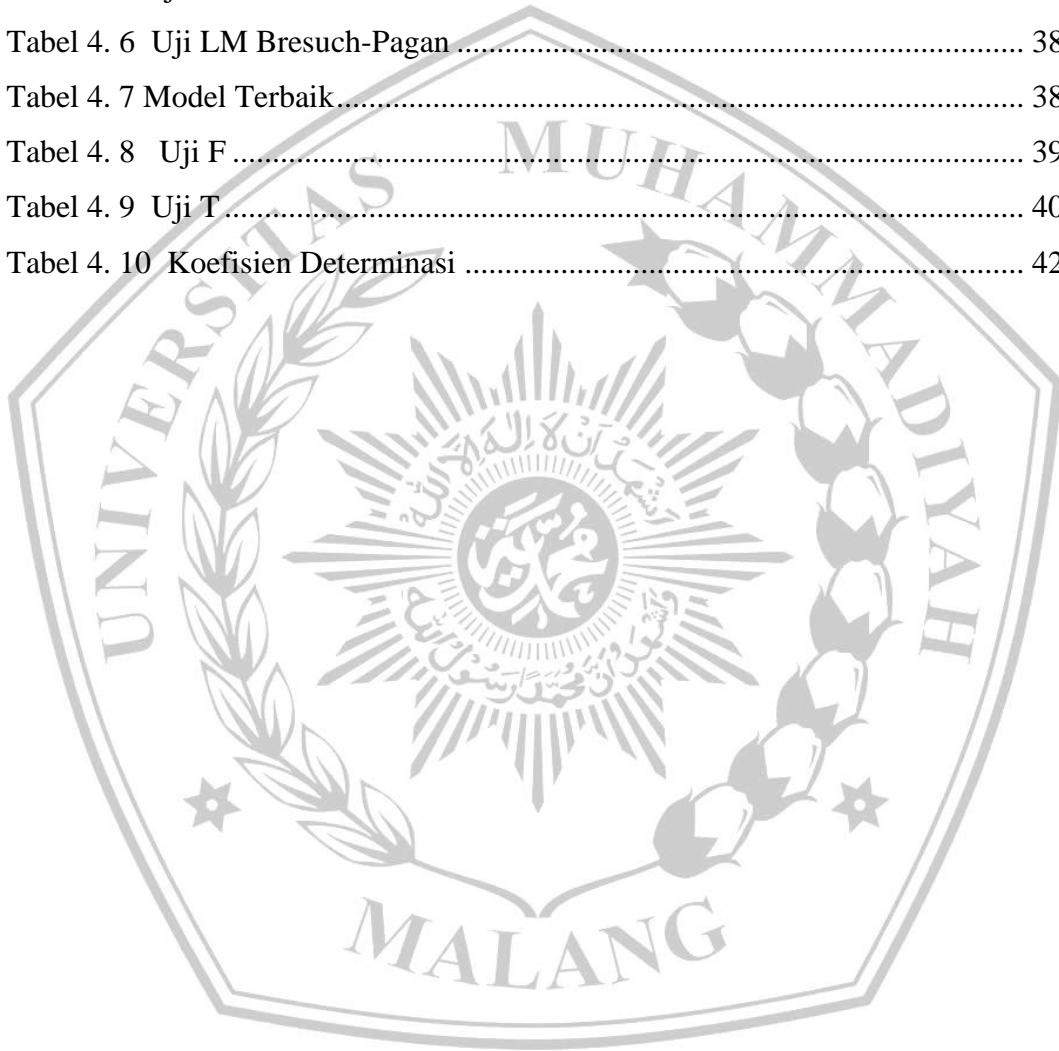 Tabel 4. 6 Uji LM Bresuch-Pagan ........................................................................ 38
Tabel 4. 7 Model Terbaik....................................................................................... 38
Tabel 4. 8 Uji F ..................................................................................................... 39
Tabel 4. 9 Uji T ..................................................................................................... 40
Tabel 4. 10 Koefisien Determinasi ....................................................................... 42
UNIVERSITAS MUHAMMADIYAH
MALANG